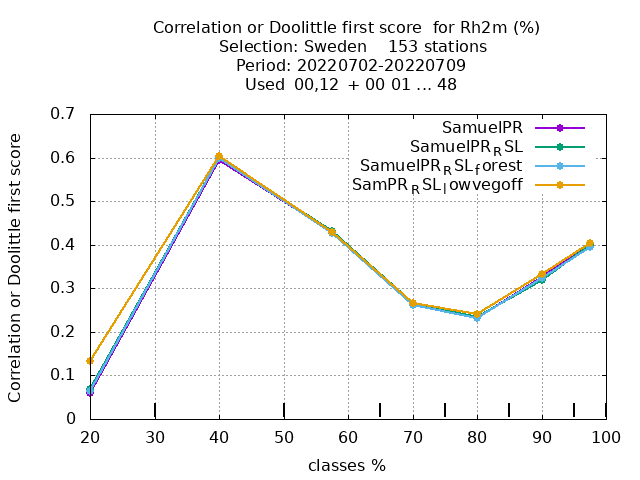 Correlation or Doolittle first score  for Rh2m (%)
Selection: Sweden    153 stations
Period: 20220702-20220709
Used  00,12  + 00 01 ... 48
Correlation or Doolittle first score
0.7
0.6
0.5
0.4
0.3
0.2
0.1
0
SamuelPR
SamuelPR_RSL
SamuelPR_RSL_forest
SamPR_RSL_lowvegoff
20 30 40 50 60 70 80 90 100
classes %